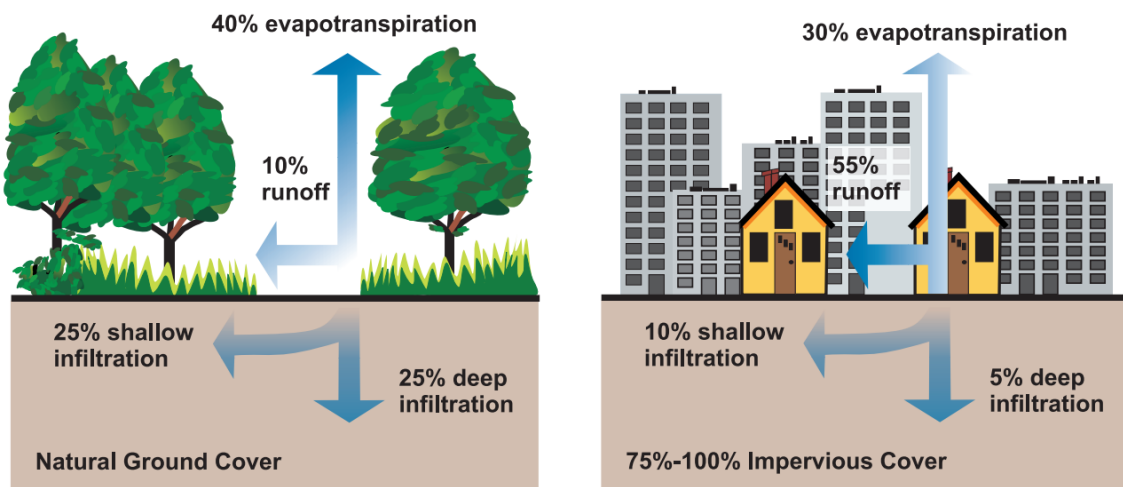 40% evapotranspiration
10%
runoff
25% shallow
infiltration
25% deep
infiltration
Natural Ground Cover
30% evapotranspiration
55%
runoff
10% shallow
infiltration
5% deep
infiltration
75%-100% Impervious Cover